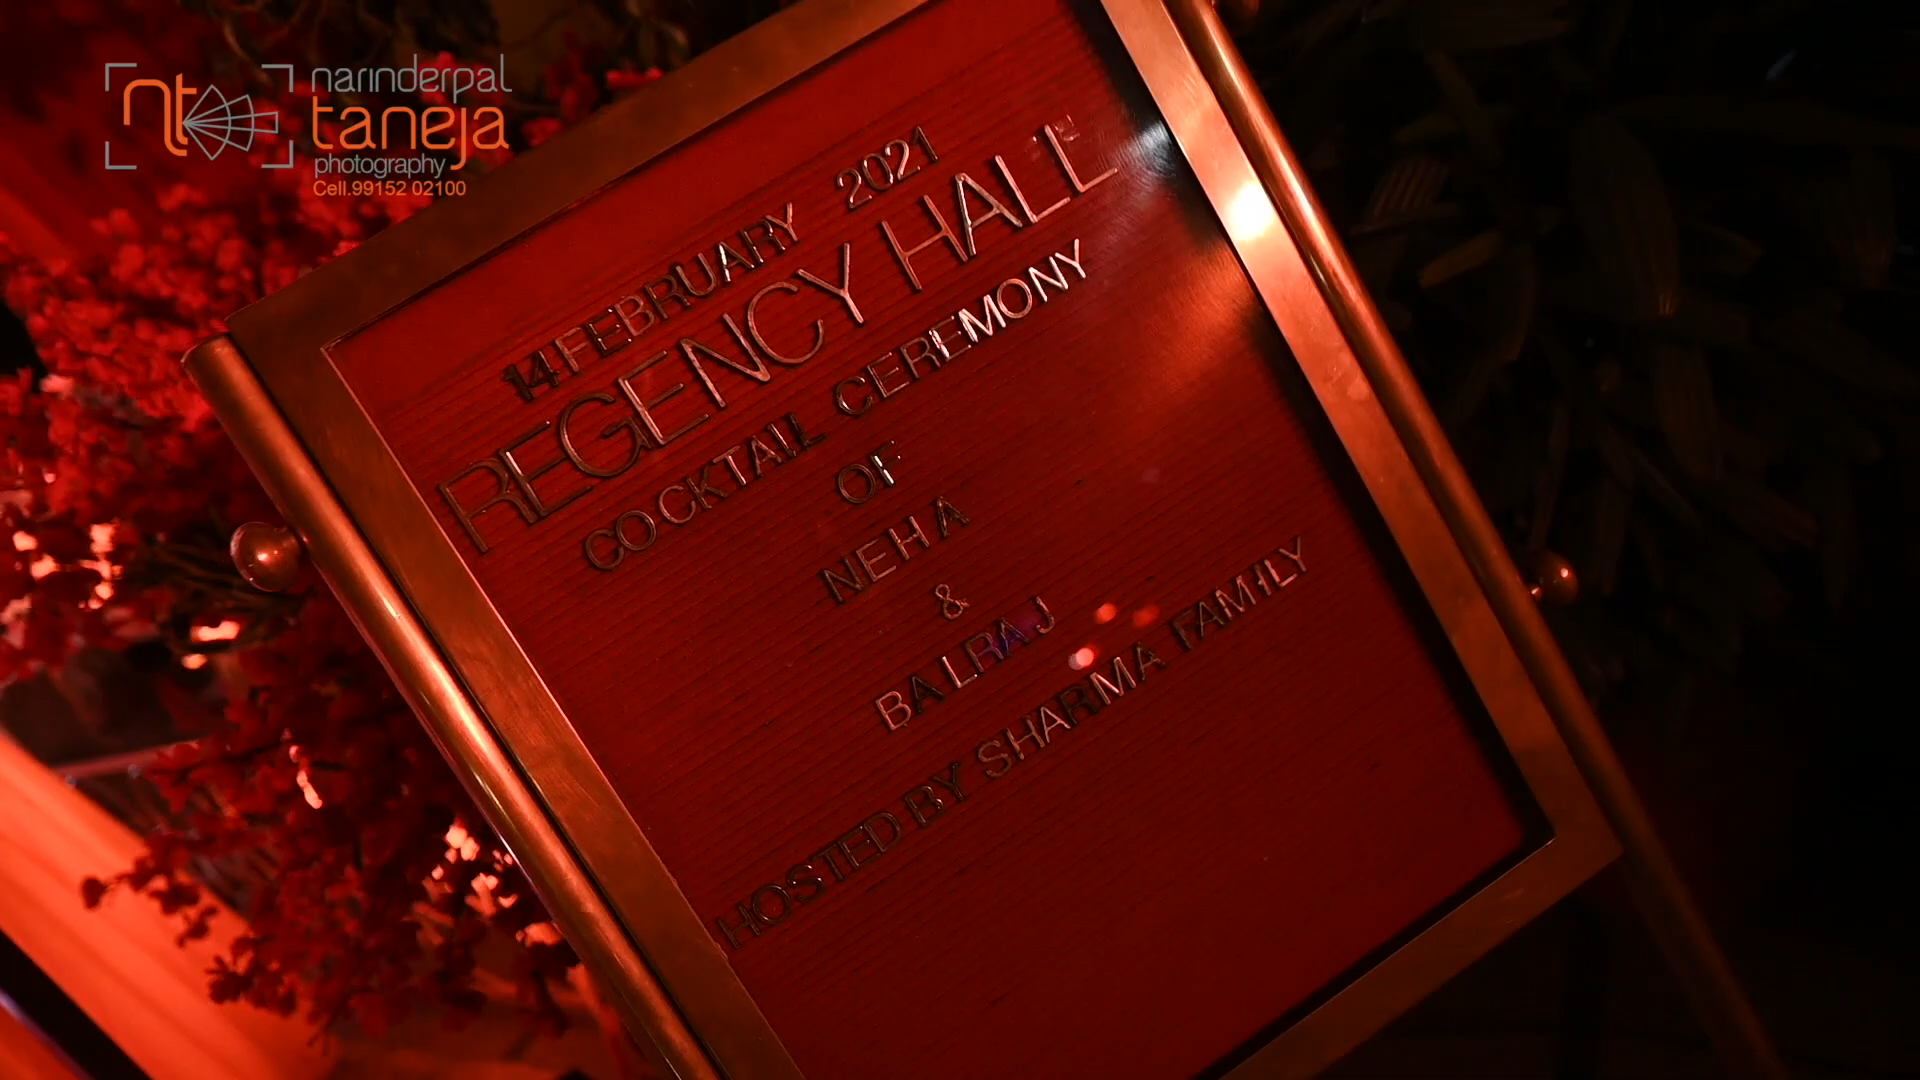 nt
narinderpal
taneja
photography
Cell.99152 02100
14 FEBRUARY 2021
REGENCY HALL
COCKTAIL CEREMONY
OF
NEHA
&
BALRAJ
HOSTED BY SHARMA FAMILY